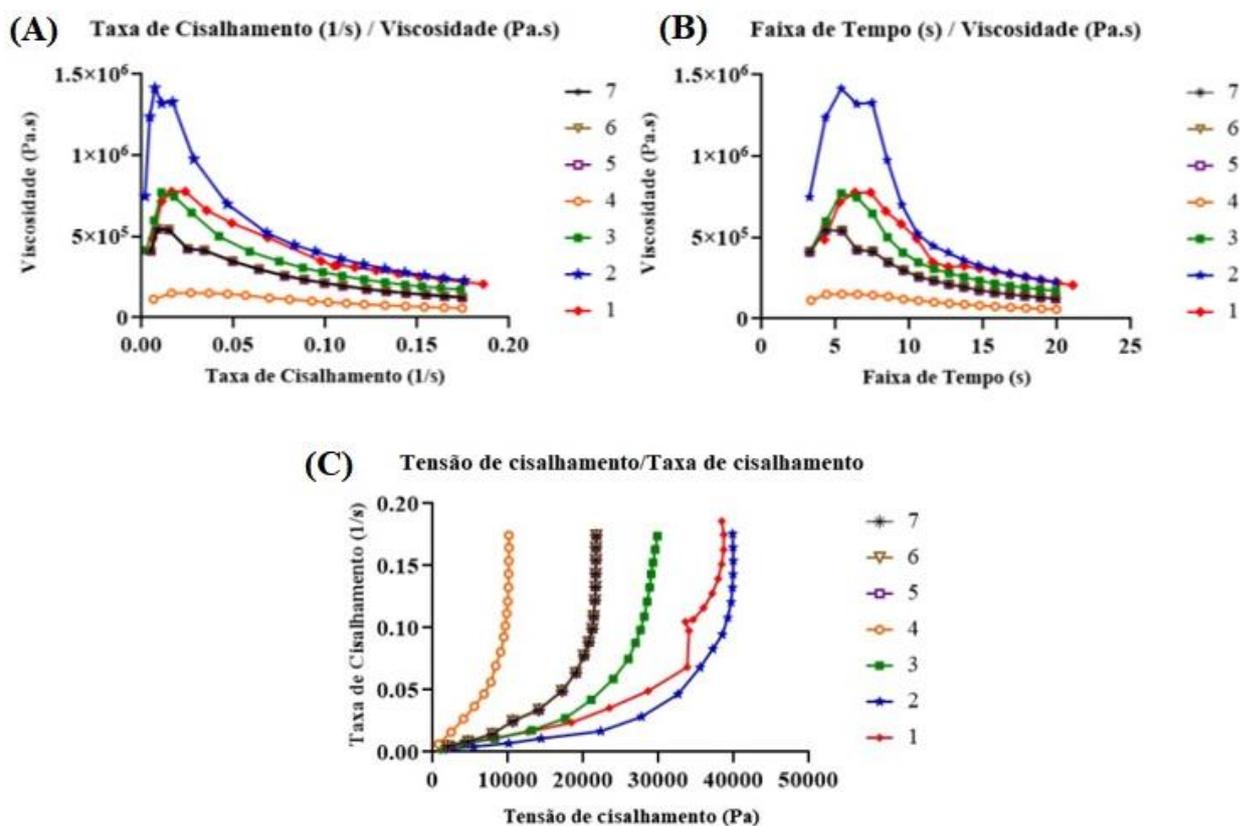 (A) Taxa de Cisalhamento (1/s) / Viscosidade (Pa.s)
Viscosidade (Pa.s)
1.5×10⁶
1×10⁶
5×10⁵
0
0.00 0.05 0.10 0.15 0.20
Taxa de Cisalhamento (1/s)
7
6
5
4
3
2
1
(B) Faixa de Tempo (s) / Viscosidade (Pa.s)
Viscosidade (Pa.s)
1.5×10⁶
1×10⁶
5×10⁵
0
0 5 10 15 20 25
Faixa de Tempo (s)
7
6
5
4
3
2
1
(C) Tensão de cisalhamento/Taxa de cisalhamento
Taxa de Cisalhamento (1/s)
0.20
0.15
0.10
0.05
0.00
0 10000 20000 30000 40000 50000
Tensão de cisalhamento (Pa)
7
6
5
4
3
2
1